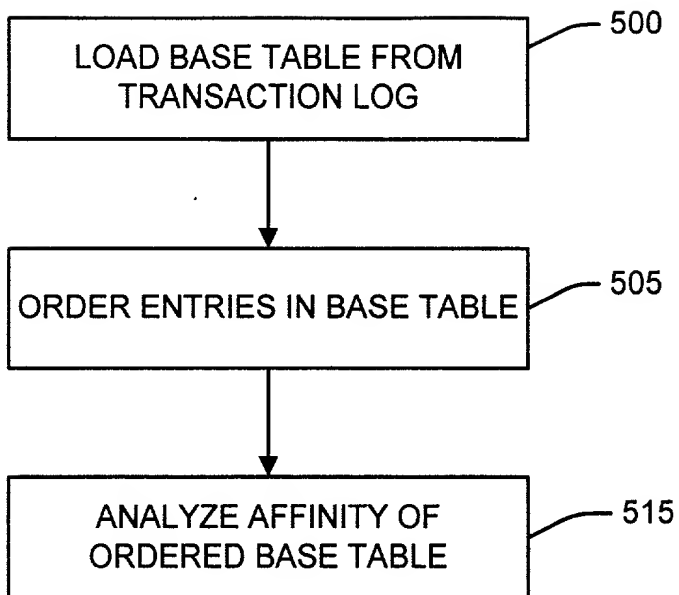 500
LOAD BASE TABLE FROM
TRANSACTION LOG
505
ORDER ENTRIES IN BASE TABLE
515
ANALYZE AFFINITY OF
ORDERED BASE TABLE